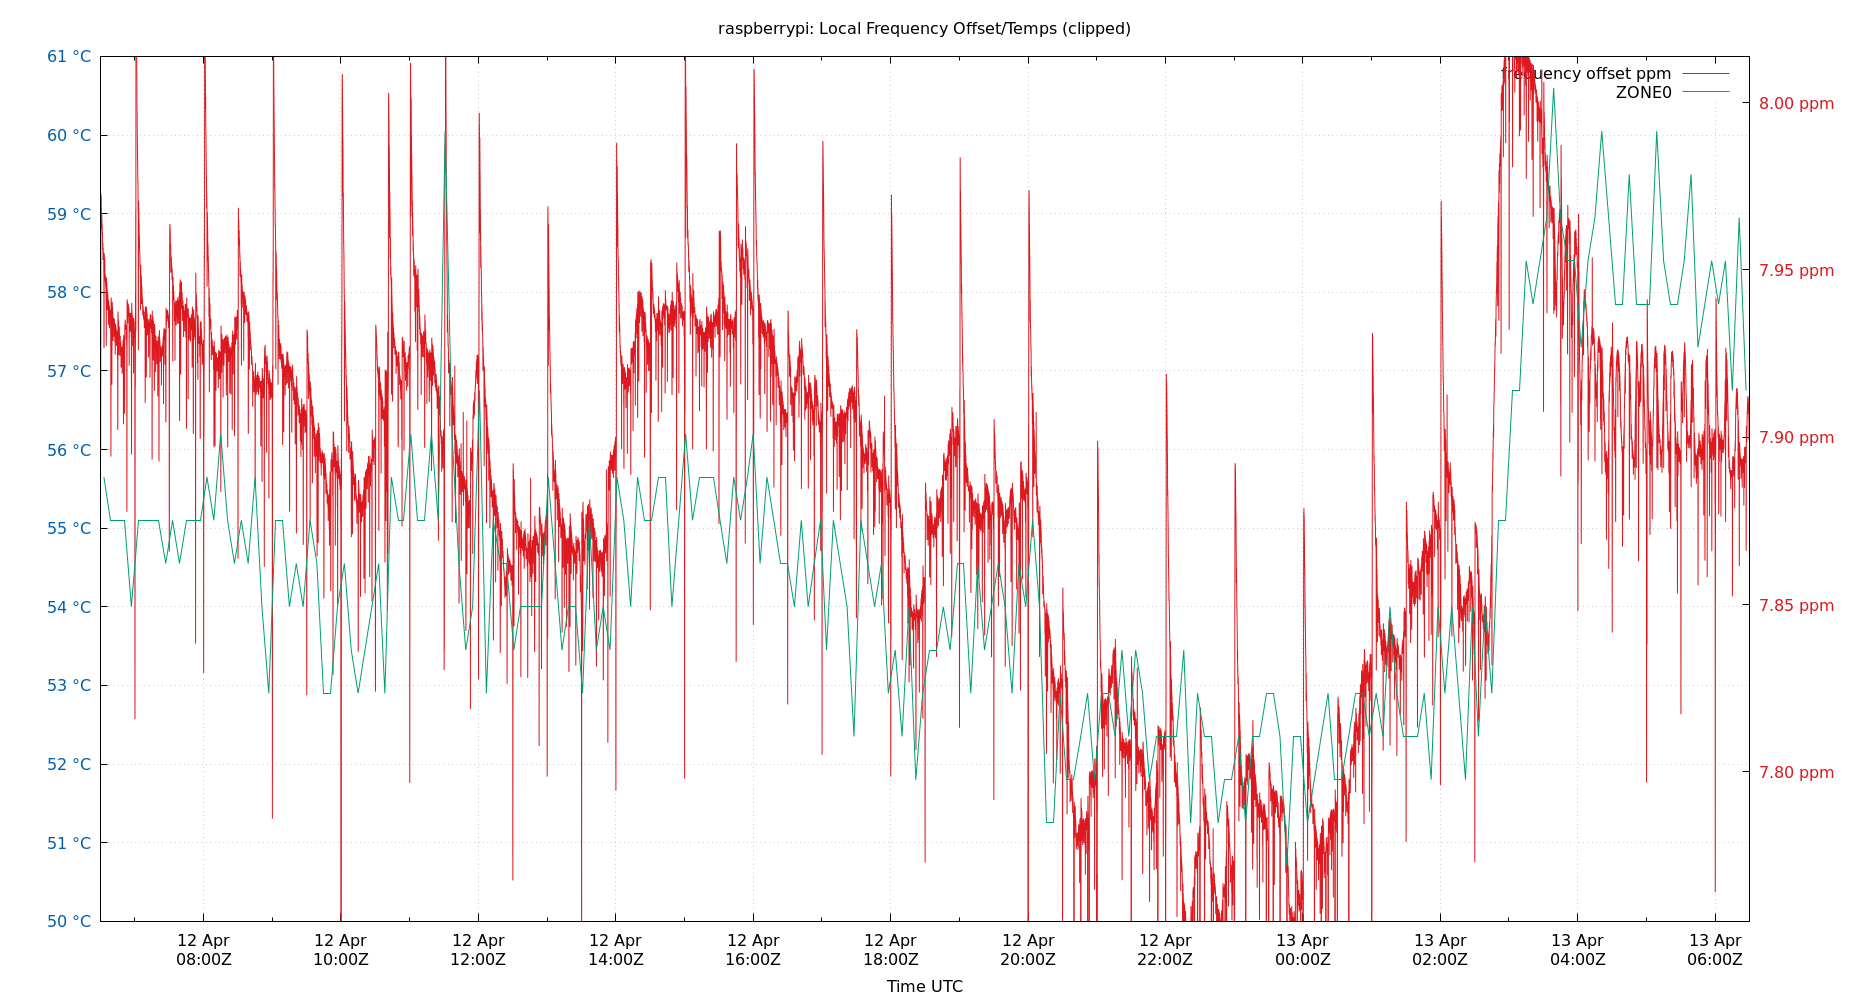 raspberrypi: Local Frequency Offset/Temps (clipped)
61 °C
60 °C
59 °C
58 °C
57 °C
56 °C
55 °C
54 °C
53 °C
52 °C
51 °C
50 °C
frequency offset ppm
ZONE0
8.00 ppm
7.95 ppm
7.90 ppm
7.85 ppm
7.80 ppm
12 Apr
08:00Z
12 Apr
10:00Z
12 Apr
12:00Z
12 Apr
14:00Z
12 Apr
16:00Z
12 Apr
18:00Z
12 Apr
20:00Z
12 Apr
22:00Z
13 Apr
00:00Z
13 Apr
02:00Z
13 Apr
04:00Z
13 Apr
06:00Z
Time UTC